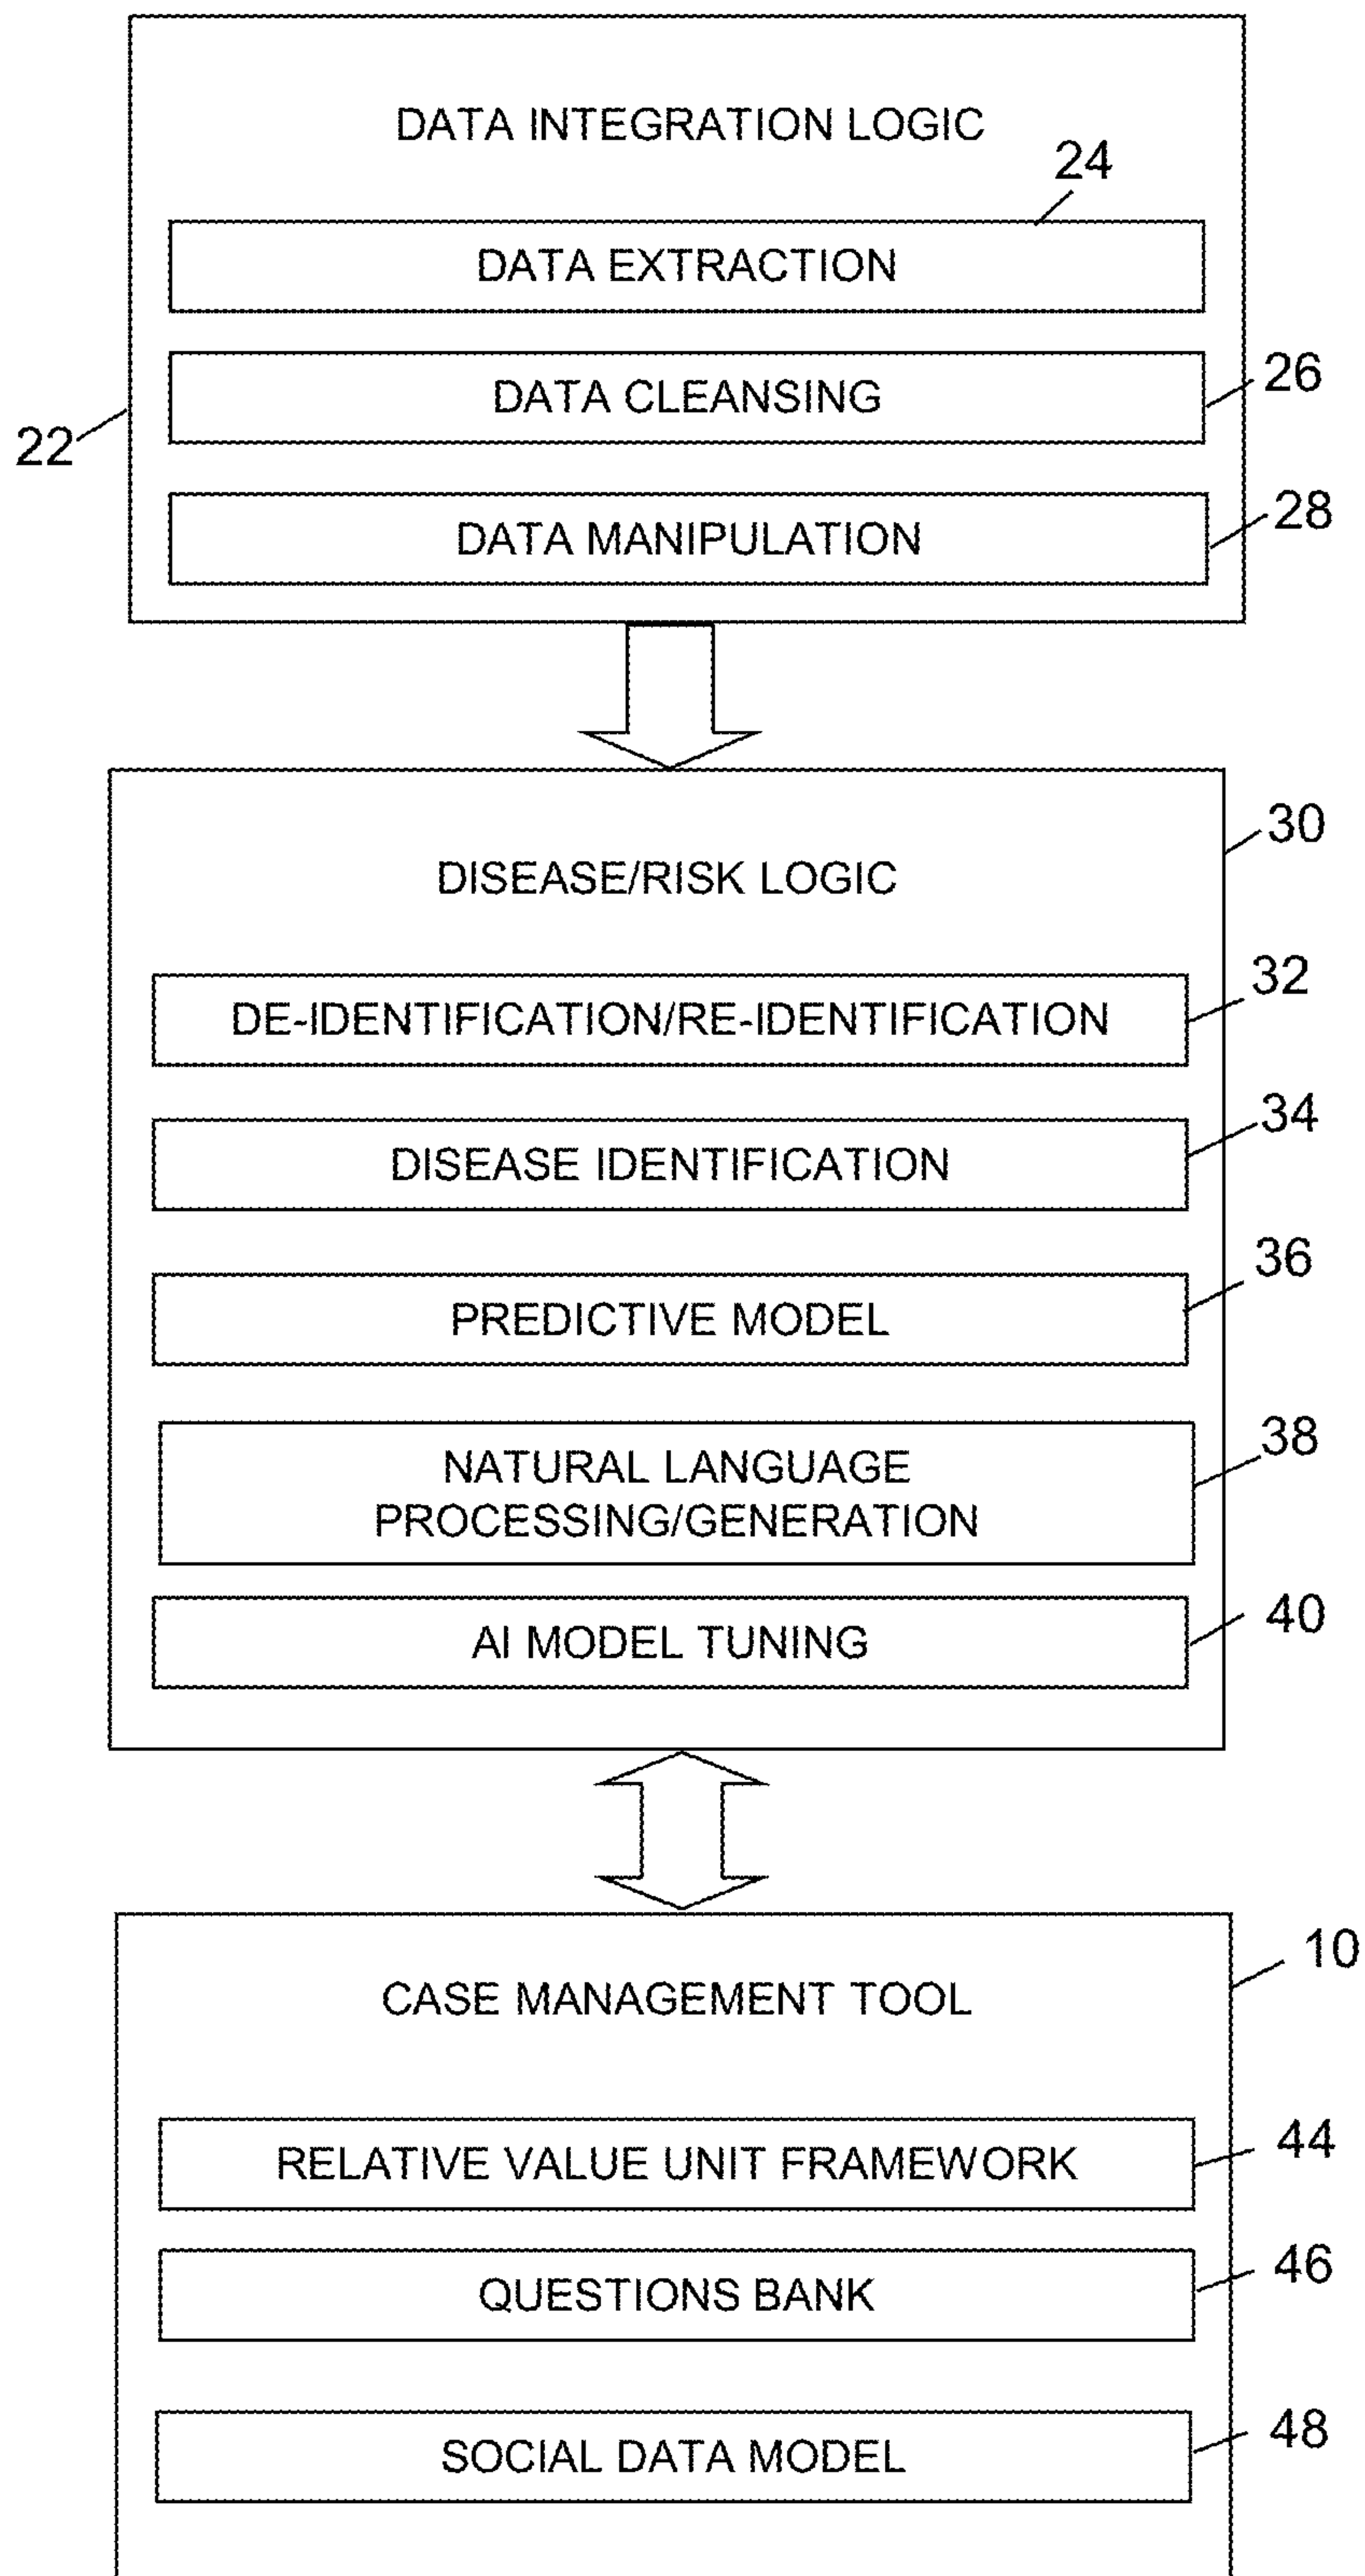 DATA INTEGRATION LOGIC
24
DATA EXTRACTION
DATA CLEANSING
26
22
DATA MANIPULATION
28
30
DISEASE/RISK LOGIC
32
DE-IDENTIFICATION/RE-IDENTIFICATION
34
DISEASE IDENTIFICATION
36
PREDICTIVE MODEL
38
NATURAL LANGUAGE
PROCESSING/GENERATION
40
AI MODEL TUNING
10
CASE MANAGEMENT TOOL
44
RELATIVE VALUE UNIT FRAMEWORK
46
QUESTIONS BANK
48
SOCIAL DATA MODEL